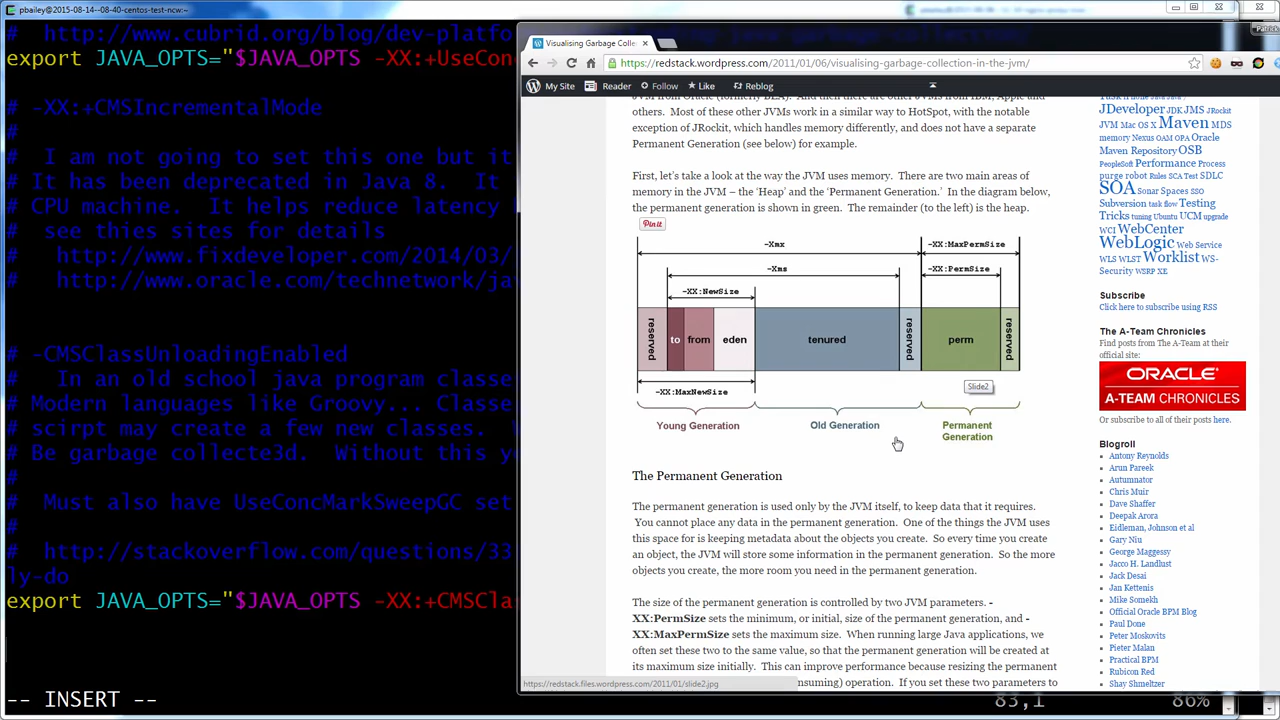 pbailey@2015-08-14--08-40-centos-test-ncw:~
# http://www.cubrid.org/blog/dev-platfo
export JAVA_OPTS="$JAVA_OPTS -XX:+UseCon
# -XX:+CMSIncrementalMode
#
# I am not going to set this one but it
# It has been deprecated in Java 8. It
# CPU machine. It helps reduce latency
# see thies sites for details
# http://www.fixdeveloper.com/2014/03/
# http://www.oracle.com/technetwork/ja
# -CMSClassUnloadingEnabled
# In an old school java program classe
# Modern languages like Groovy... Classe
# scirpt may create a few new classes.
# Be garbage collecte3d. Without this y
#
# Must also have UseConcMarkSweepGC set
#
# http://stackoverflow.com/questions/33
ly-do
export JAVA_OPTS="$JAVA_OPTS -XX:+CMSCla
-- INSERT --
83,1
86%
Patrick
Visualising Garbage Colle
https://redstack.wordpress.com/2011/01/06/visualising-garbage-collection-in-the-jvm/
My Site
Reader
Follow
Like
Reblog
JVM from Oracle (formerly BEA). And then there are other JVMs from IBM, Apple and
others. Most of these other JVMs work in a similar way to HotSpot, with the notable
exception of JRockit, which handles memory differently, and does not have a separate
Permanent Generation (see below) for example.
First, let's take a look at the way the JVM uses memory. There are two main areas of
memory in the JVM – the 'Heap' and the 'Permanent Generation.' In the diagram below,
the permanent generation is shown in green. The remainder (to the left) is the heap.
Pin it
-Xmx
-XX:MaxPermSize
-Xms
-XX:PermSize
-XX:NewSize
reserved
to
from
eden
tenured
reserved
perm
reserved
Slide2
-XX:MaxNewSize
Young Generation
Old Generation
Permanent
Generation
The Permanent Generation
The permanent generation is used only by the JVM itself, to keep data that it requires.
You cannot place any data in the permanent generation. One of the things the JVM uses
this space for is keeping metadata about the objects you create. So every time you create
an object, the JVM will store some information in the permanent generation. So the more
objects you create, the more room you need in the permanent generation.
The size of the permanent generation is controlled by two JVM parameters. -
XX:PermSize sets the minimum, or initial, size of the permanent generation, and -
XX:MaxPermSize sets the maximum size. When running large Java applications, we
often set these two to the same value, so that the permanent generation will be created at
its maximum size initially. This can improve performance because resizing the permanent
onsuming) operation. If you set these two parameters to
https://redstack.files.wordpress.com/2011/01/slide2.jpg
JDeveloper JDK JMS JRockit
JVM Mac OS X Maven MDS
memory Nexus OAM OPA Oracle
Maven Repository OSB
PeopleSoft Performance Process
purge robot Rules SCA Test SDLC
SOA Sonar Spaces SSO
Subversion task flow Testing
Tricks tuning Ubuntu UCM upgrade
WCI WebCenter
WebLogic Web Service
WLS WLST Worklist WS-
Security WSRP XE
Subscribe
Click here to subscribe using RSS
The A-Team Chronicles
Find posts from The A-Team at their
official site:
ORACLE
A-TEAM CHRONICLES
Or subscribe to all of their posts here.
Blogroll
Antony Reynolds
Arun Pareek
Autumnator
Chris Muir
Dave Shaffer
Deepak Arora
Eidleman, Johnson et al
Gary Niu
George Maggessy
Jacco H. Landlust
Jack Desai
Jan Kettenis
Mike Somekh
Official Oracle BPM Blog
Paul Done
Peter Moskovits
Pieter Malan
Practical BPM
Rubicon Red
Shay Shmeltzer